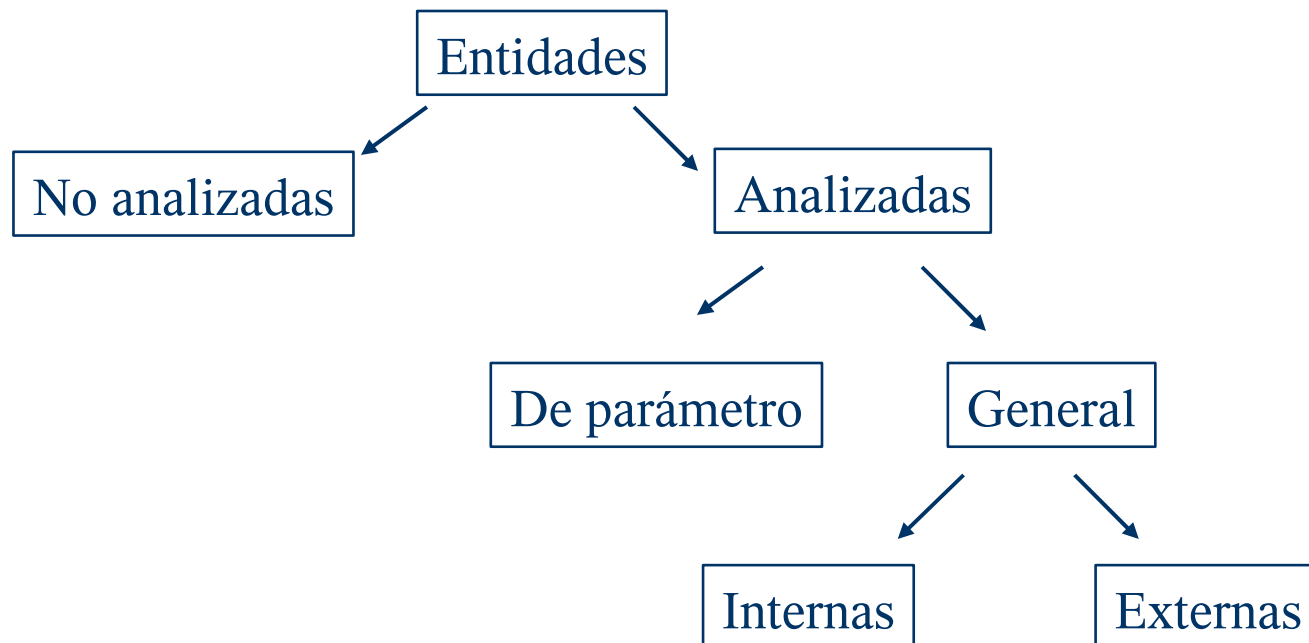 Entidades
No analizadas
Analizadas
De parámetro
General
Internas
Externas